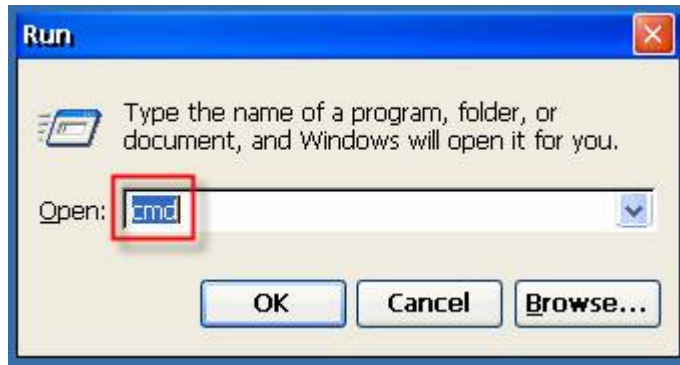 Run
Type the name of a program, folder, or
document, and Windows will open it for you.
Open: cmd
OK Cancel Browse...